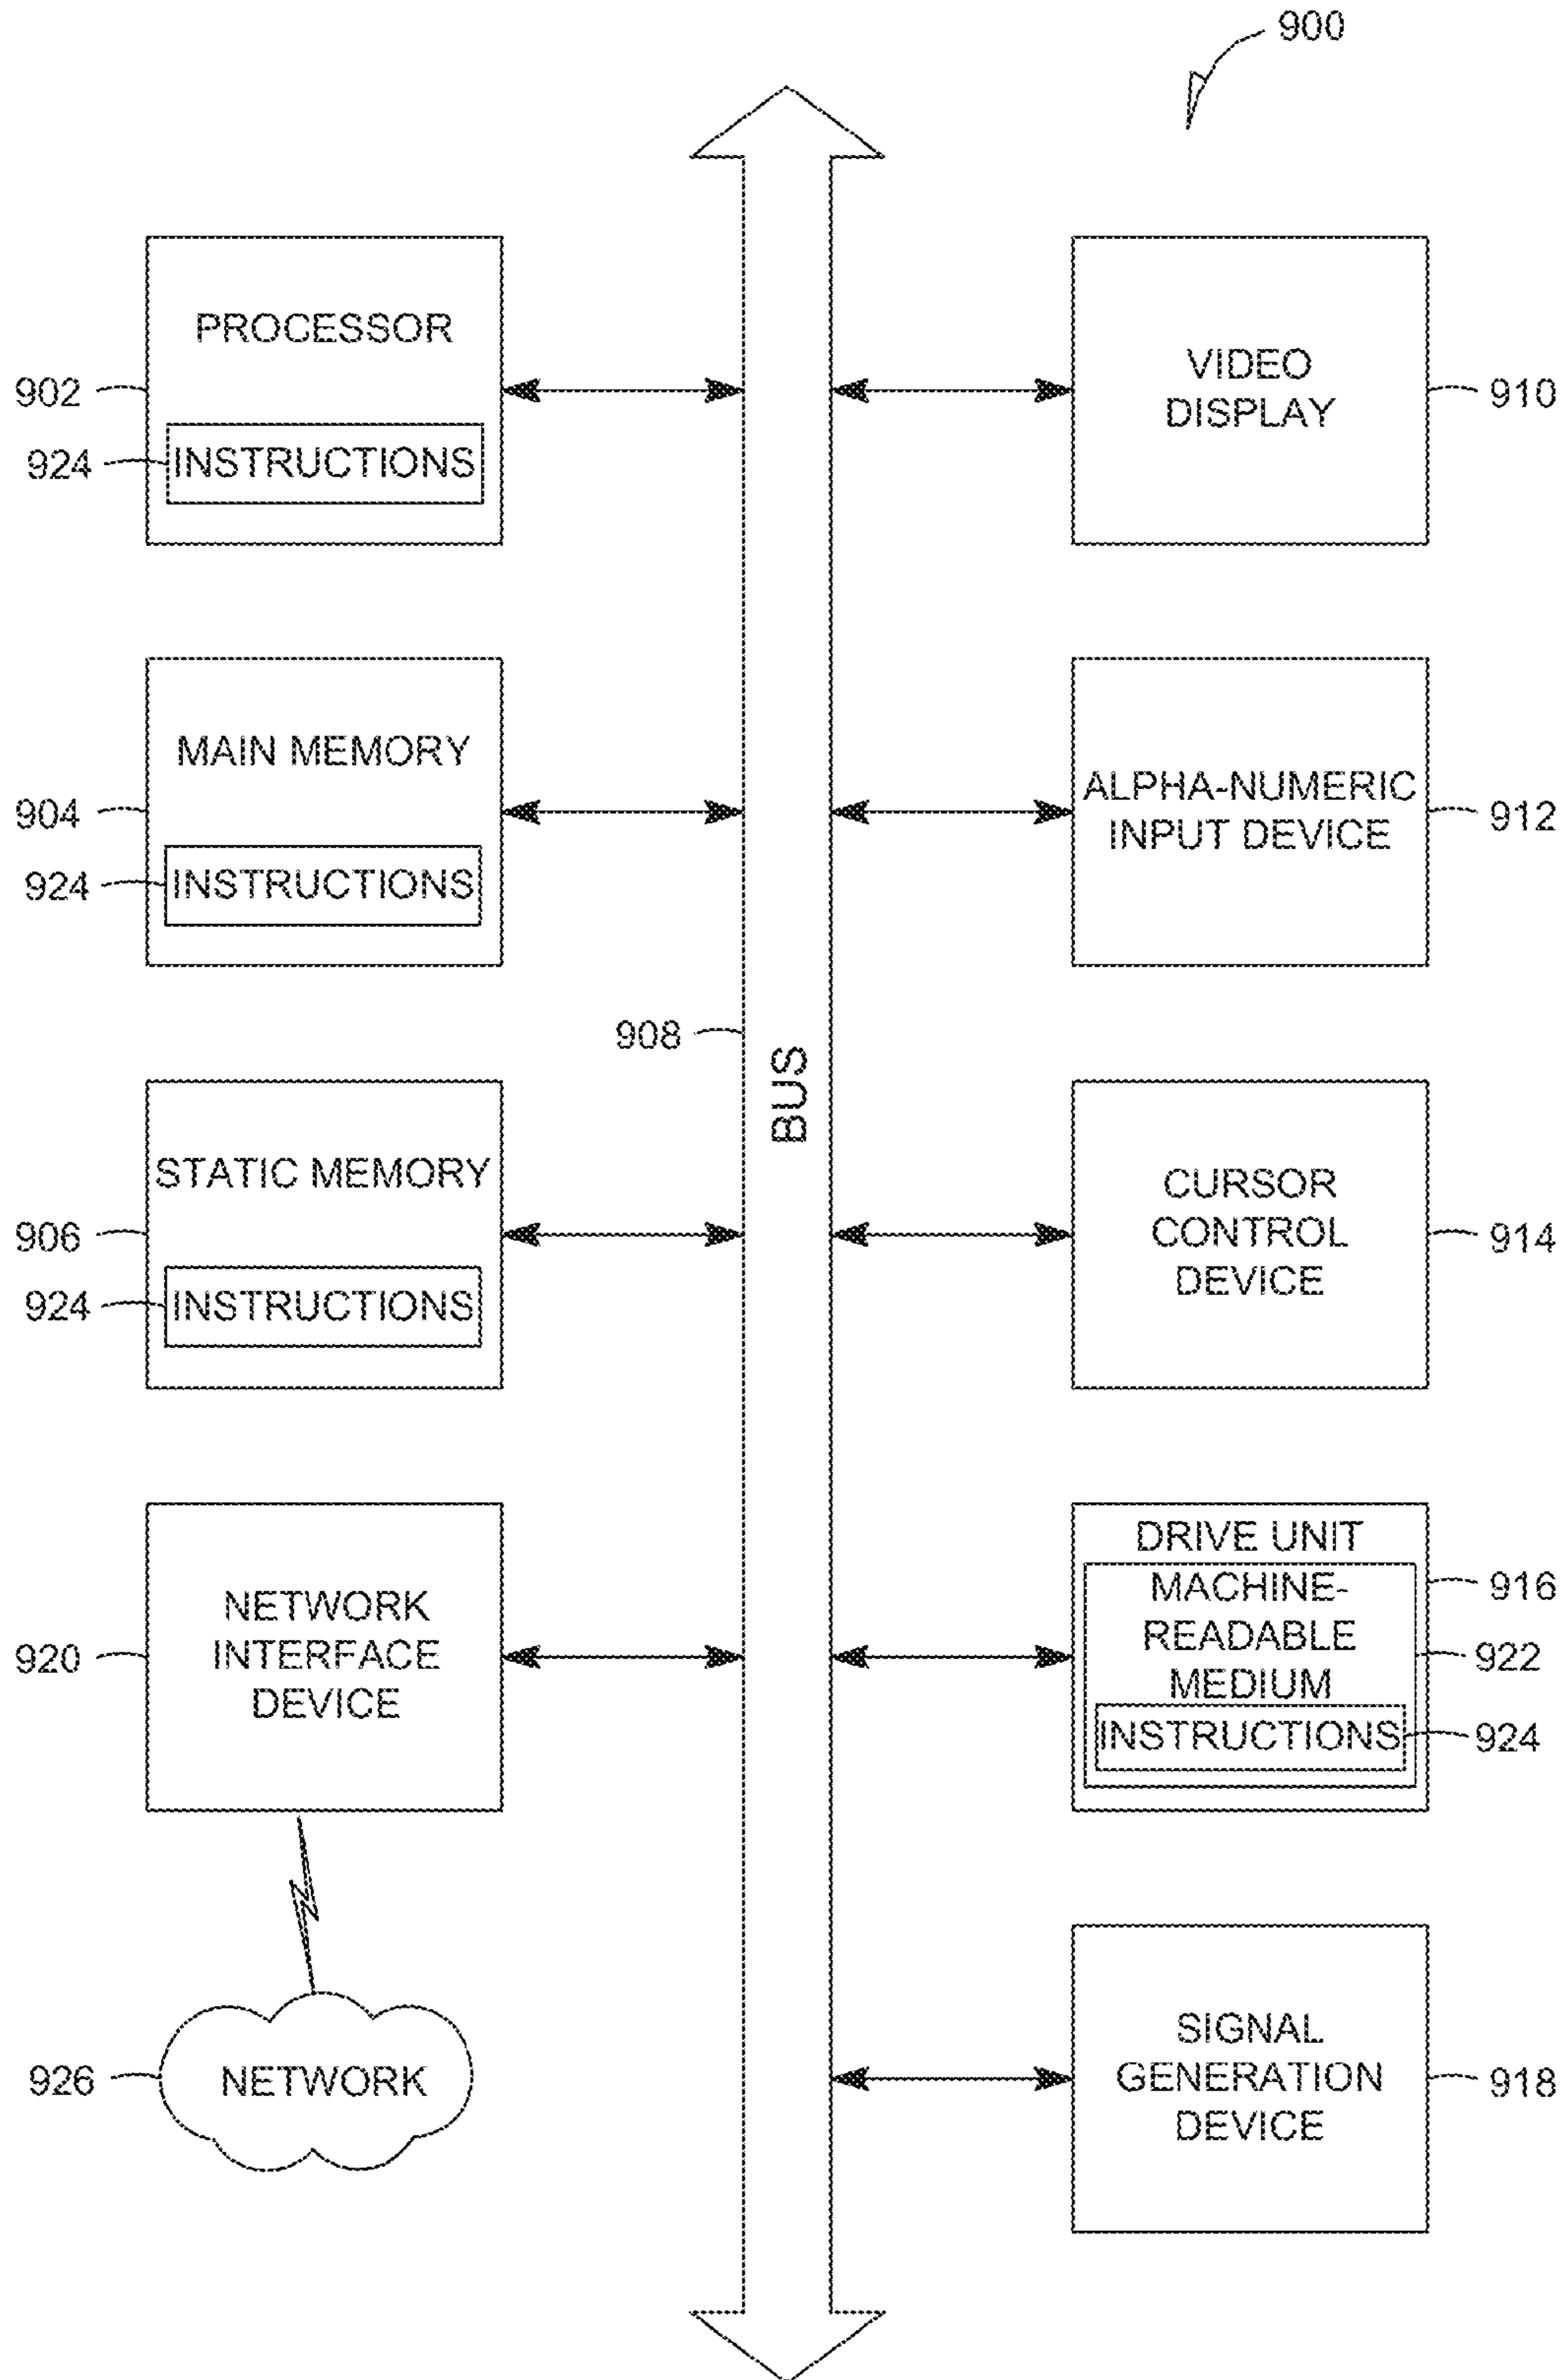 900
PROCESSOR
902
924
INSTRUCTIONS
VIDEO
DISPLAY
910
MAIN MEMORY
904
924
INSTRUCTIONS
ALPHA-NUMERIC
INPUT DEVICE
912
908
BUS
STATIC MEMORY
906
924
INSTRUCTIONS
CURSOR
CONTROL
DEVICE
914
NETWORK
INTERFACE
DEVICE
920
DRIVE UNIT
916
MACHINE-
READABLE
MEDIUM
922
INSTRUCTIONS
924
926
NETWORK
SIGNAL
GENERATION
DEVICE
918